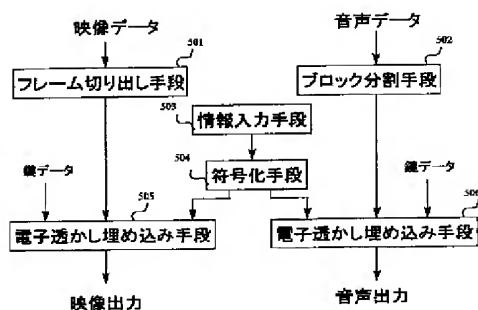 映像データ
音声データ
501
502
フレーム切り出し手段
ブロック分割手段
503
情報入力手段
504
符号化手段
鍵データ
鍵データ
505
506
電子透かし埋め込み手段
電子透かし埋め込み手段
映像出力
音声出力